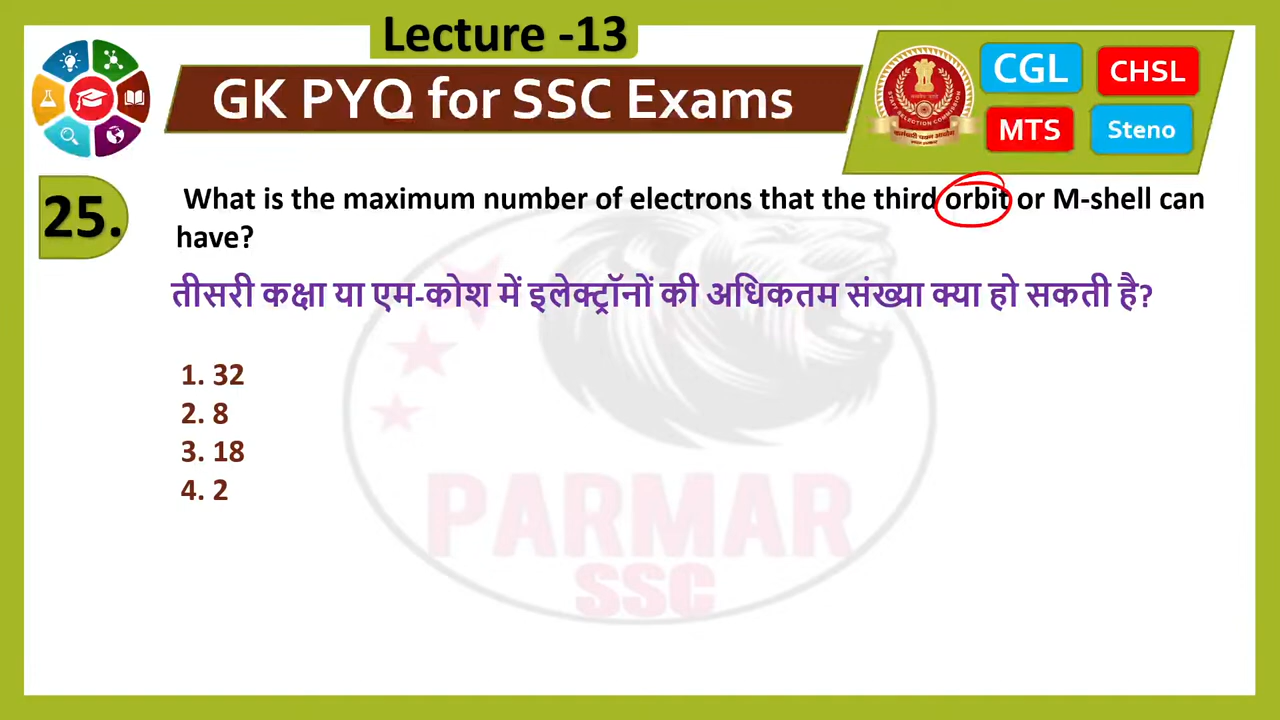 Lecture -13
GK PYQ for SSC Exams
CGL
CHSL
MTS
Steno
25.
What is the maximum number of electrons that the third orbit or M-shell can
have?
तीसरी कक्षा या एम-कोश में इलेक्ट्रॉनों की अधिकतम संख्या क्या हो सकती है?
1. 32
2. 8
3. 18
4. 2
PARMAR
SSC